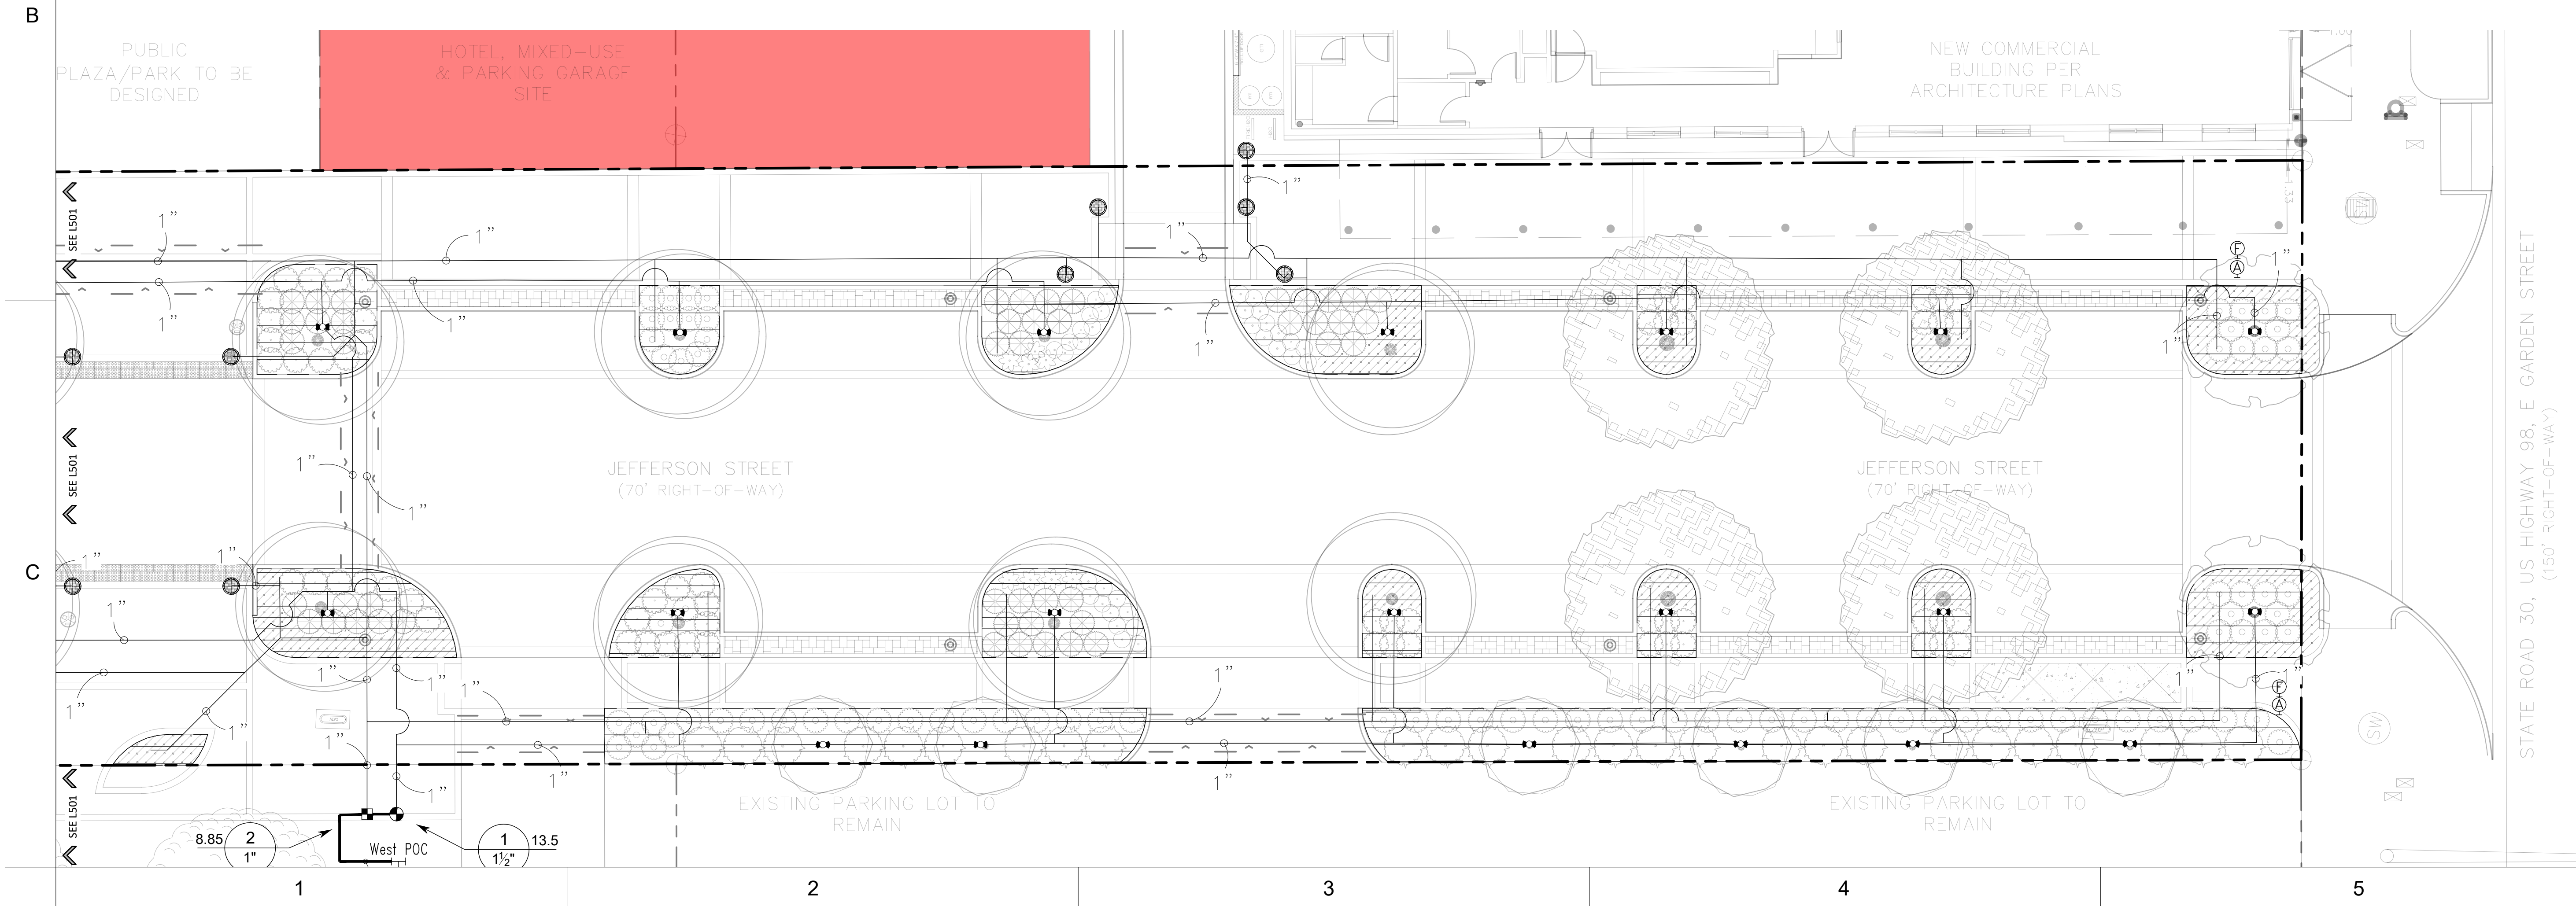 B
PUBLIC
PLAZA/PARK TO BE
DESIGNED
HOTEL, MIXED-USE
& PARKING GARAGE
SITE
NEW COMMERCIAL
BUILDING PER
ARCHITECTURE PLANS
SEE L501
1"
1"
1"
1"
1"
1"
1"
1"
F
A
1"
1"
SEE L501
1"
1"
JEFFERSON STREET
(70' RIGHT-OF-WAY)
JEFFERSON STREET
(70' RIGHT-OF-WAY)
STATE ROAD 30, US HIGHWAY 98, E GARDEN STREET
(150' RIGHT-OF-WAY)
C
1"
1"
1"
1"
1"
1"
1"
1"
1"
1"
1"
F
A
1"
1"
1"
1"
1"
SW
SEE L501
EXISTING PARKING LOT TO
REMAIN
EXISTING PARKING LOT TO
REMAIN
8.85
2
1"
West POC
1
1½"
13.5
1
2
3
4
5